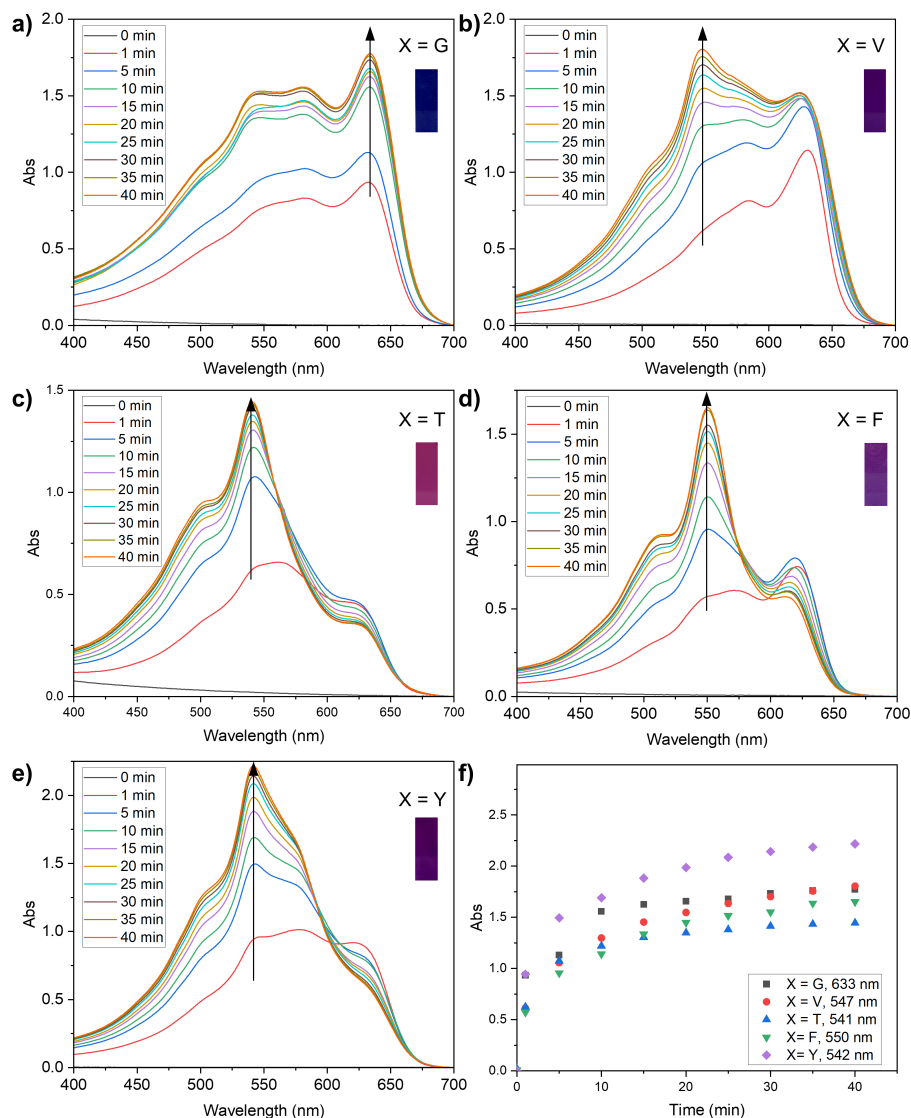 a)
2.0
1.5
1.0
0.5
0.0
Abs
0 min
1 min
5 min
10 min
15 min
20 min
25 min
30 min
35 min
40 min
X = G
400 450 500 550 600 650 700
Wavelength (nm)
b)
2.0
1.5
1.0
0.5
0.0
Abs
0 min
1 min
5 min
10 min
15 min
20 min
25 min
30 min
35 min
40 min
X = V
400 450 500 550 600 650 700
Wavelength (nm)
c)
1.5
1.0
0.5
0.0
Abs
0 min
1 min
5 min
10 min
15 min
20 min
25 min
30 min
35 min
40 min
X = T
400 450 500 550 600 650 700
Wavelength (nm)
d)
1.5
1.0
0.5
0.0
Abs
0 min
1 min
5 min
10 min
15 min
20 min
25 min
30 min
35 min
40 min
X = F
400 450 500 550 600 650 700
Wavelength (nm)
e)
2.0
1.5
1.0
0.5
0.0
Abs
0 min
1 min
5 min
10 min
15 min
20 min
25 min
30 min
35 min
40 min
X = Y
400 450 500 550 600 650 700
Wavelength (nm)
f)
2.5
2.0
1.5
1.0
0.5
0.0
Abs
X = G, 633 nm
X = V, 547 nm
X = T, 541 nm
X= F, 550 nm
X= Y, 542 nm
0 10 20 30 40
Time (min)